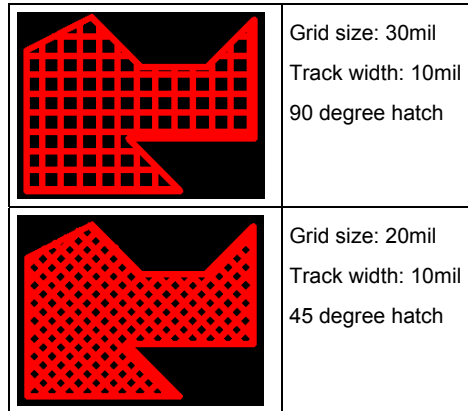 Grid size: 30mil
Track width: 10mil
90 degree hatch
Grid size: 20mil
Track width: 10mil
45 degree hatch